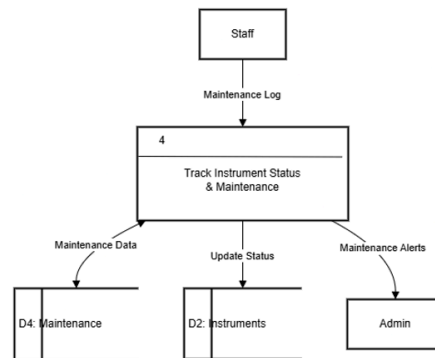 Staff
Maintenance Log
4
Track Instrument Status
& Maintenance
Maintenance Data
Update Status
Maintenance Alerts
D4: Maintenance
D2: Instruments
Admin